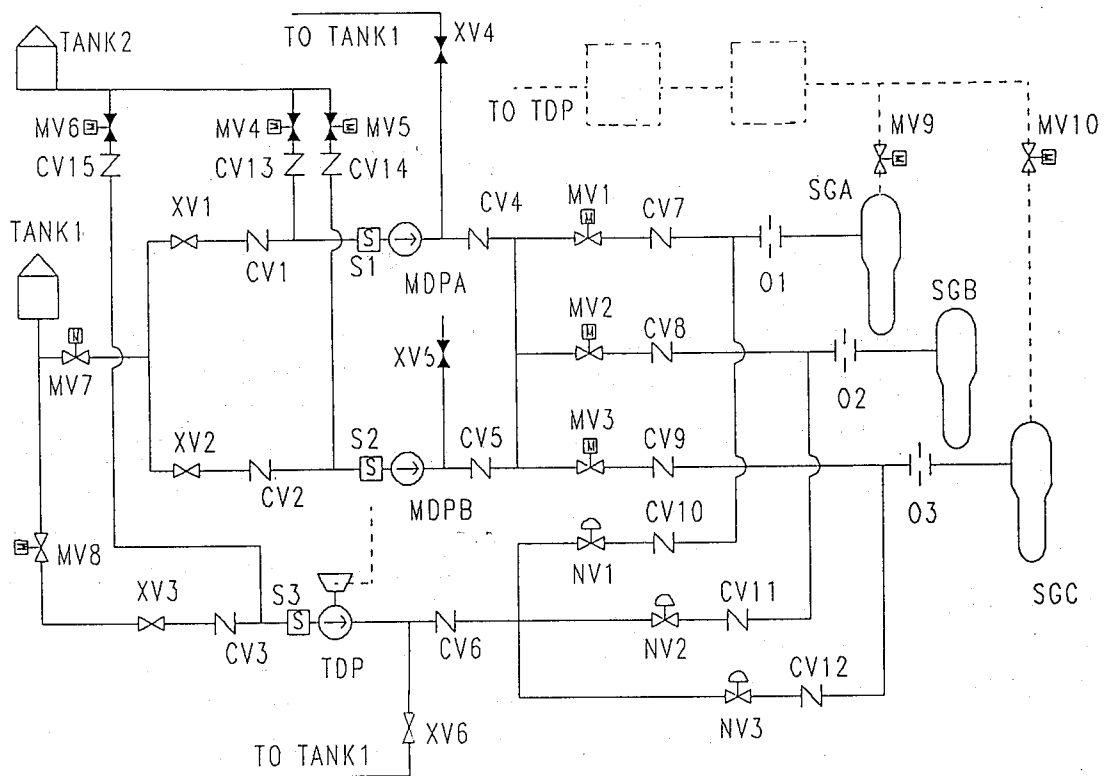 TO TANK1
XV4
TANK2
TO TDP
MV6
MV4
MV5
MV9
MV10
CV15
CV13
CV14
XV1
CV4
MV1
CV7
SGA
TANK1
CV1
S1
MDPA
O1
SGB
MV2
CV8
XV5
MV7
O2
XV2
S2
CV5
MV3
CV9
CV2
MDPB
O3
CV10
MV8
NV1
SGC
XV3
S3
CV11
CV3
TDP
CV6
NV2
CV12
NV3
XV6
TO TANK1
M
M
M
M
M
M
M
M
M
M
S
S
S